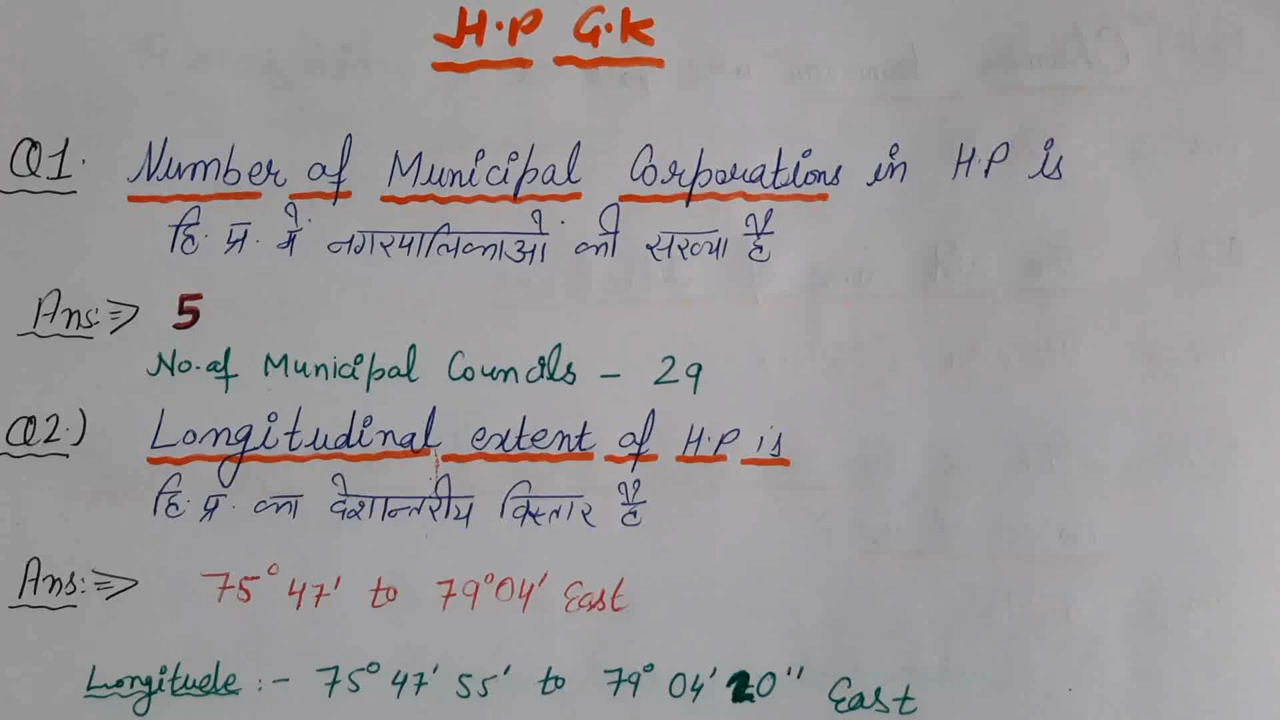 H.P G.K
Q1. Number of Municipal Corporations in H.P is
हि. प्र. में नगरपालिकाओं की संख्या है
Ans:⇒ 5
No. of Municipal Councils - 29
Q2.) Longitudinal extent of H.P is
हि. प्र. का देशान्तरीय विस्तार है
Ans:⇒ 75° 47' to 79° 04' East
Longitude :- 75° 47' 55' to 79° 04' 20" East